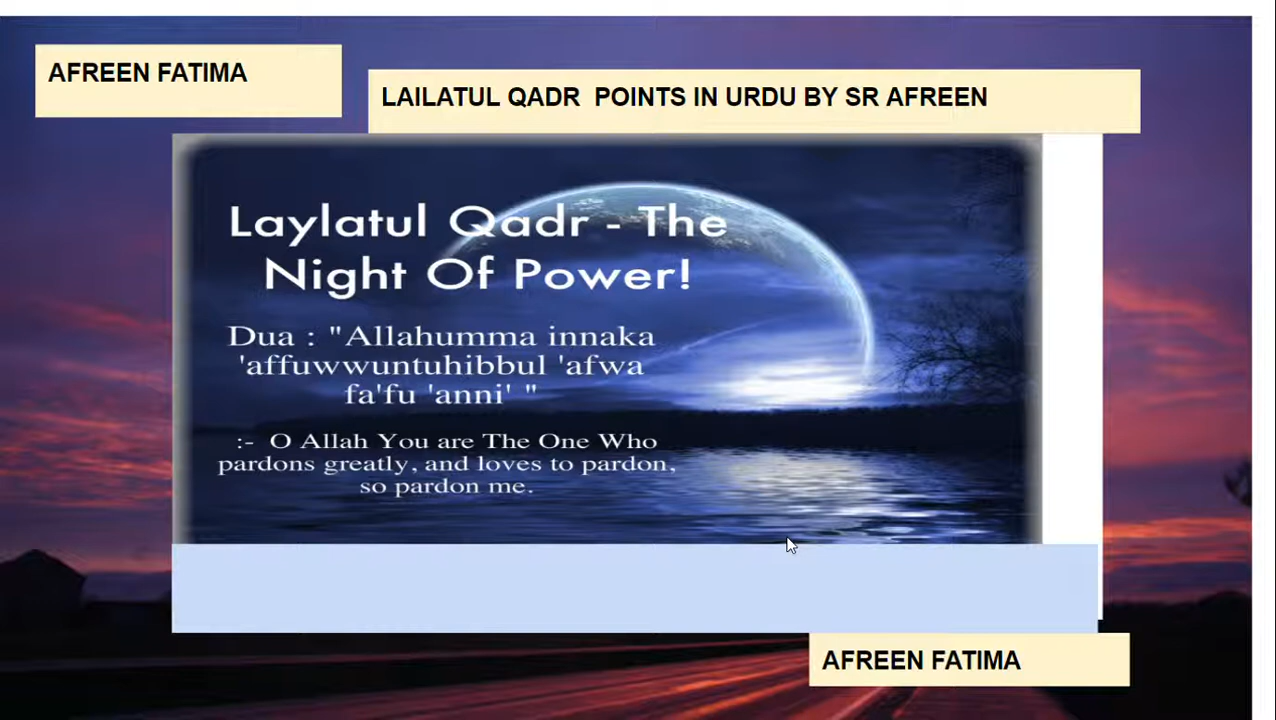 AFREEN FATIMA
LAILATUL QADR  POINTS IN URDU BY SR AFREEN
Laylatul Qadr - The
Night Of Power!
Dua : "Allahumma innaka
'affuwwuntuhibbul 'afwa
fa'fu 'anni' "
:-  O Allah You are The One Who
pardons greatly, and loves to pardon,
so pardon me.
AFREEN FATIMA